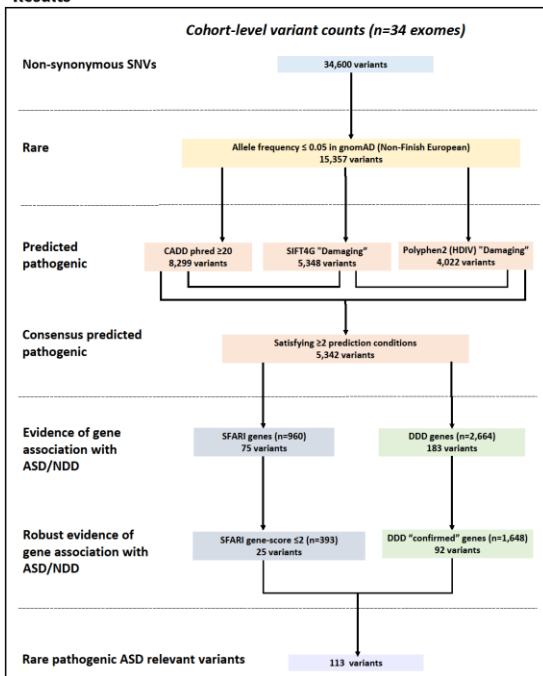 Results
Cohort-level variant counts (n=34 exomes)
Non-synonymous SNVs
34,600 variants
Rare
Allele frequency ≤ 0.05 in gnomAD (Non-Finish European)
15,357 variants
Predicted
pathogenic
CADD phred ≥20
8,299 variants
SIFT4G "Damaging"
5,348 variants
Polyphen2 (HDIV) "Damaging"
4,022 variants
Consensus predicted
pathogenic
Satisfying ≥2 prediction conditions
5,342 variants
Evidence of gene
association with
ASD/NDD
SFARI genes (n=960)
75 variants
DDD genes (n=2,664)
183 variants
Robust evidence of
gene association with
ASD/NDD
SFARI gene-score ≤2 (n=393)
25 variants
DDD "confirmed" genes (n=1,648)
92 variants
Rare pathogenic ASD relevant variants
113 variants